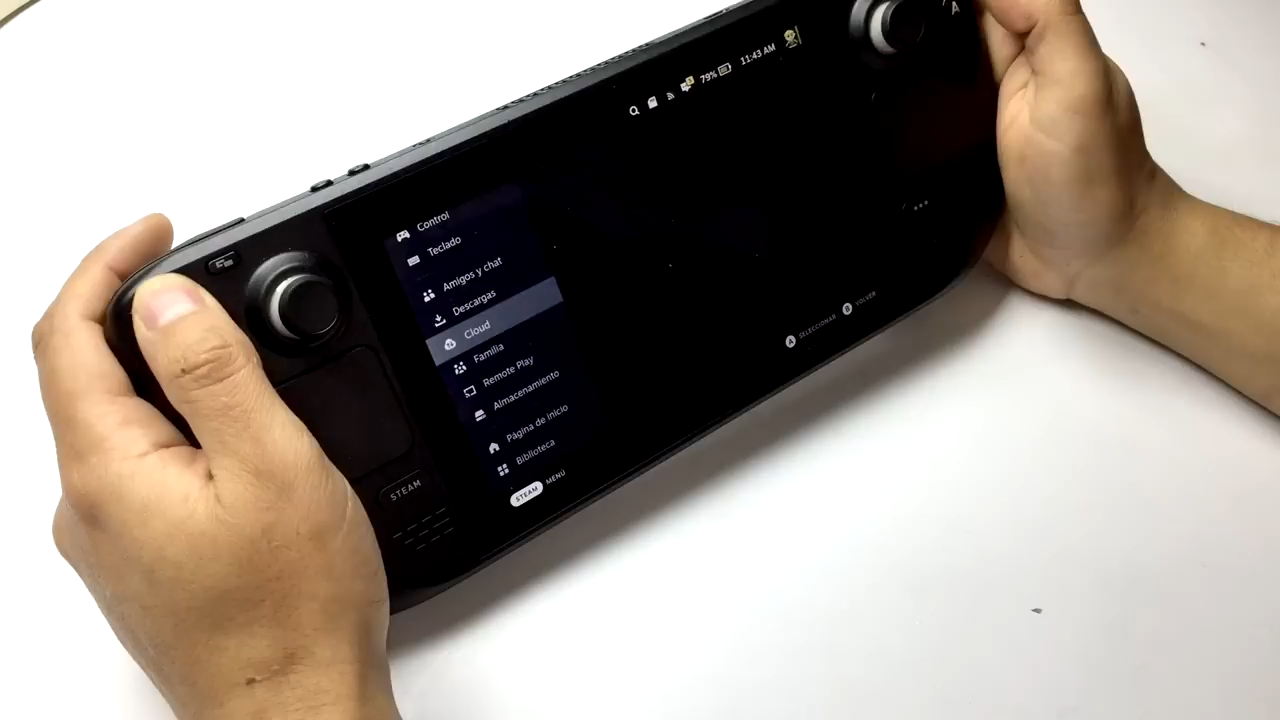 79%
11:43 AM
A
Control
Teclado
Amigos y chat
Descargas
Cloud
Familia
Remote Play
Almacenamiento
Página de inicio
Biblioteca
STEAM MENÚ
A SELECCIONAR B VOLVER
STEAM